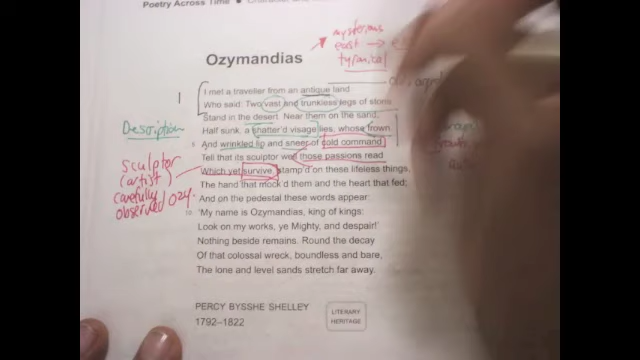 Poetry Across Time
mysterious
east →
tyranical
Ozymandias
I met a traveller from an antique land
1
Who said: Two vast and trunkless legs of stone
Stand in the desert. Near them on the sand,
Description
Half sunk, a shatter'd visage lies, whose frown
5 And wrinkled lip and sneer of cold command
Tell that its sculptor well those passions read
Which yet survive, stamp'd on these lifeless things,
sculptor
(artist)
carefully
observed Ozy.
The hand that mock'd them and the heart that fed;
And on the pedestal these words appear:
10 'My name is Ozymandias, king of kings:
Look on my works, ye Mighty, and despair!'
Nothing beside remains. Round the decay
Of that colossal wreck, boundless and bare,
The lone and level sands stretch far away.
PERCY BYSSHE SHELLEY
1792–1822
LITERARY
HERITAGE